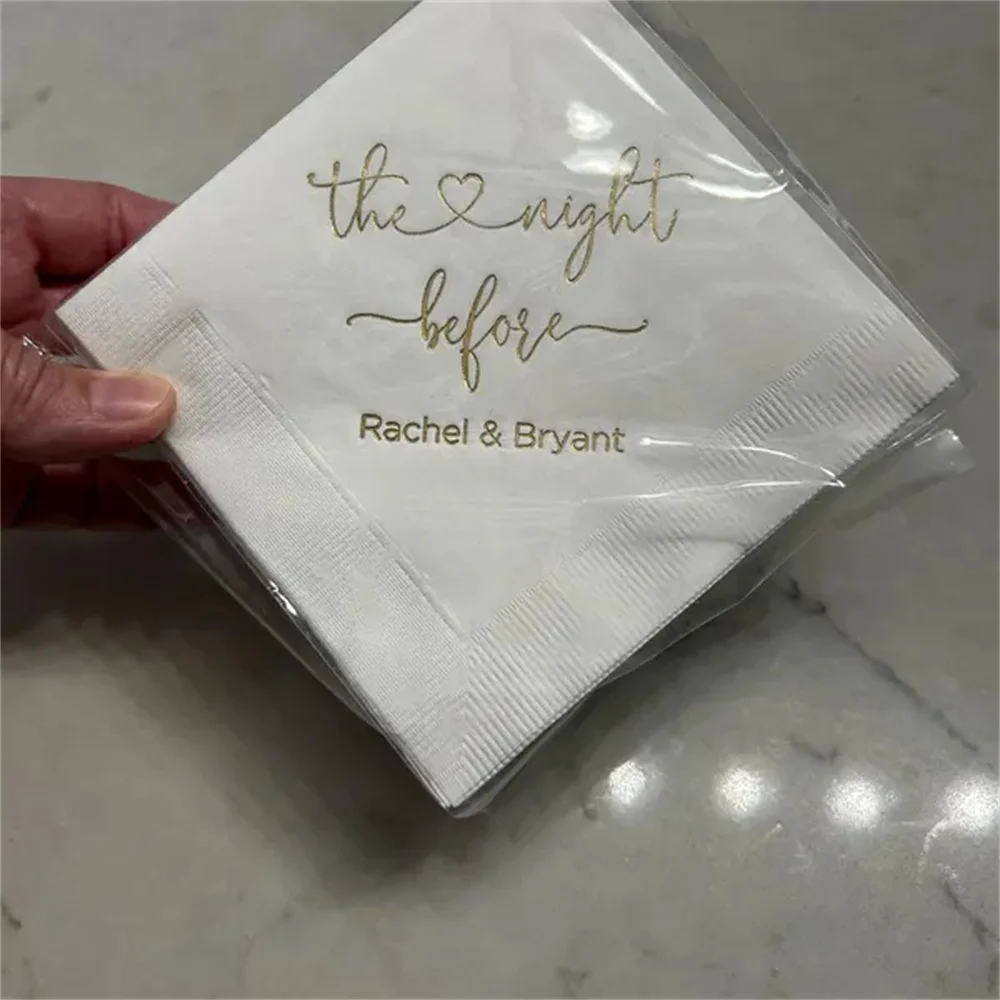 the night
before
Rachel & Bryant